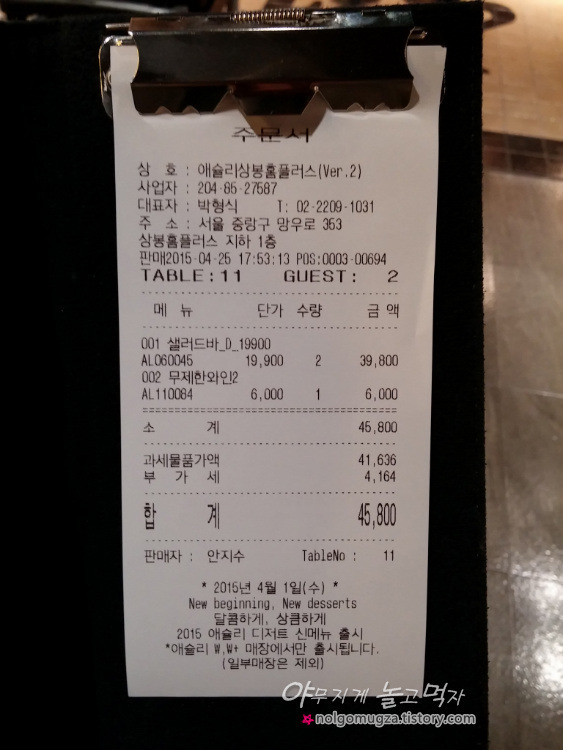 주문서
상 호 : 애슐리상봉홈플러스(Ver.2)
사업자 : 204-85-27587
대표자 : 박형식 T: 02-2209-1031
주 소 : 서울 중랑구 망우로 353
상봉홈플러스 지하 1층
판매2015-04-25 17:53:13 POS:0003-00694
TABLE:11 GUEST: 2
메 뉴 단가 수량 금 액
001 샐러드바_D_19900
AL060045 19,900 2 39,800
002 무제한와인2
AL110084 6,000 1 6,000
소 계 45,800
과세물품가액 41,636
부 가 세 4,164
합 계 45,800
판매자 : 안지수 TableNo : 11
* 2015년 4월 1일(수) *
New beginning, New desserts
달콤하게, 상큼하게
2015 애슐리 디저트 신메뉴 출시
*애슐리 W,W+ 매장에서만 출시됩니다.
(일부매장은 제외)
야무지게 놀고먹자
nolgomugza.tistory.com